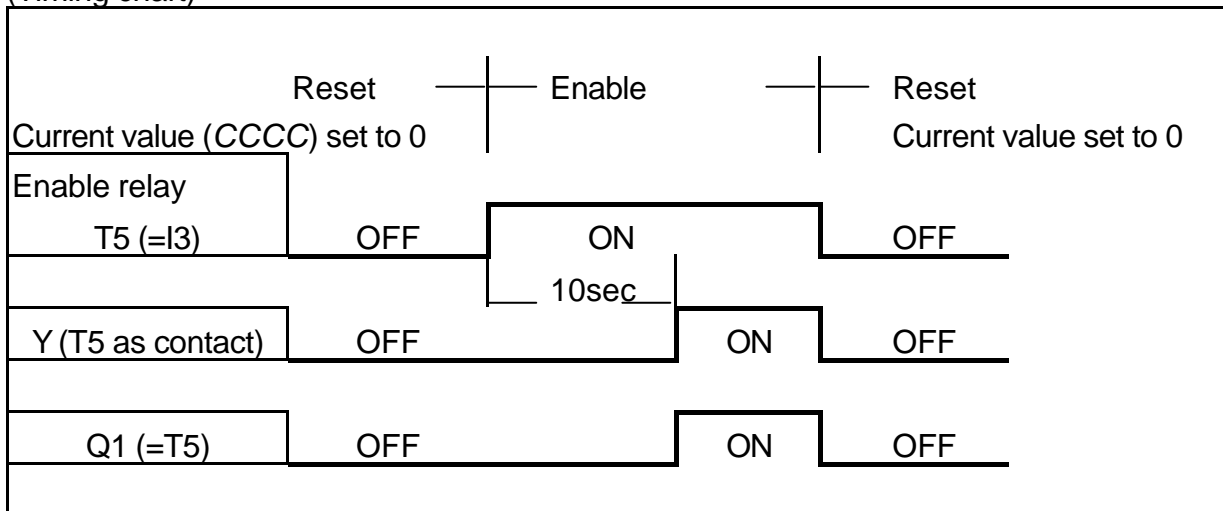 (Timing chart)
Reset Enable Reset
Current value (CCCC) set to 0 Current value set to 0
Enable relay
T5 (=I3) OFF ON OFF
10sec
Y (T5 as contact) OFF ON OFF
Q1 (=T5) OFF ON OFF